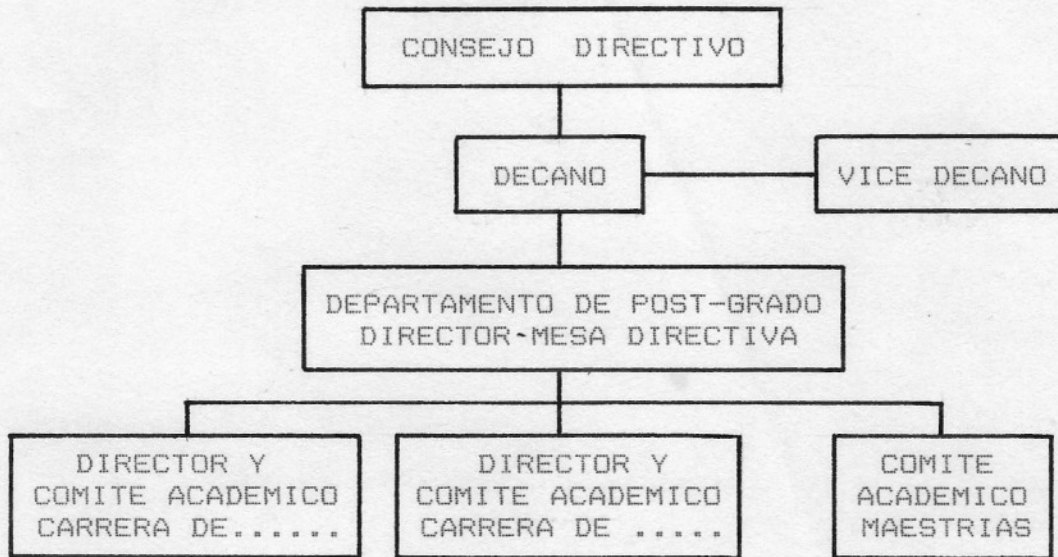 CONSEJO DIRECTIVO
DECANO
VICE DECANO
DEPARTAMENTO DE POST-GRADO
DIRECTOR-MESA DIRECTIVA
DIRECTOR Y
COMITE ACADEMICO
CARRERA DE......
DIRECTOR Y
COMITE ACADEMICO
CARRERA DE .....
COMITE
ACADEMICO
MAESTRIAS